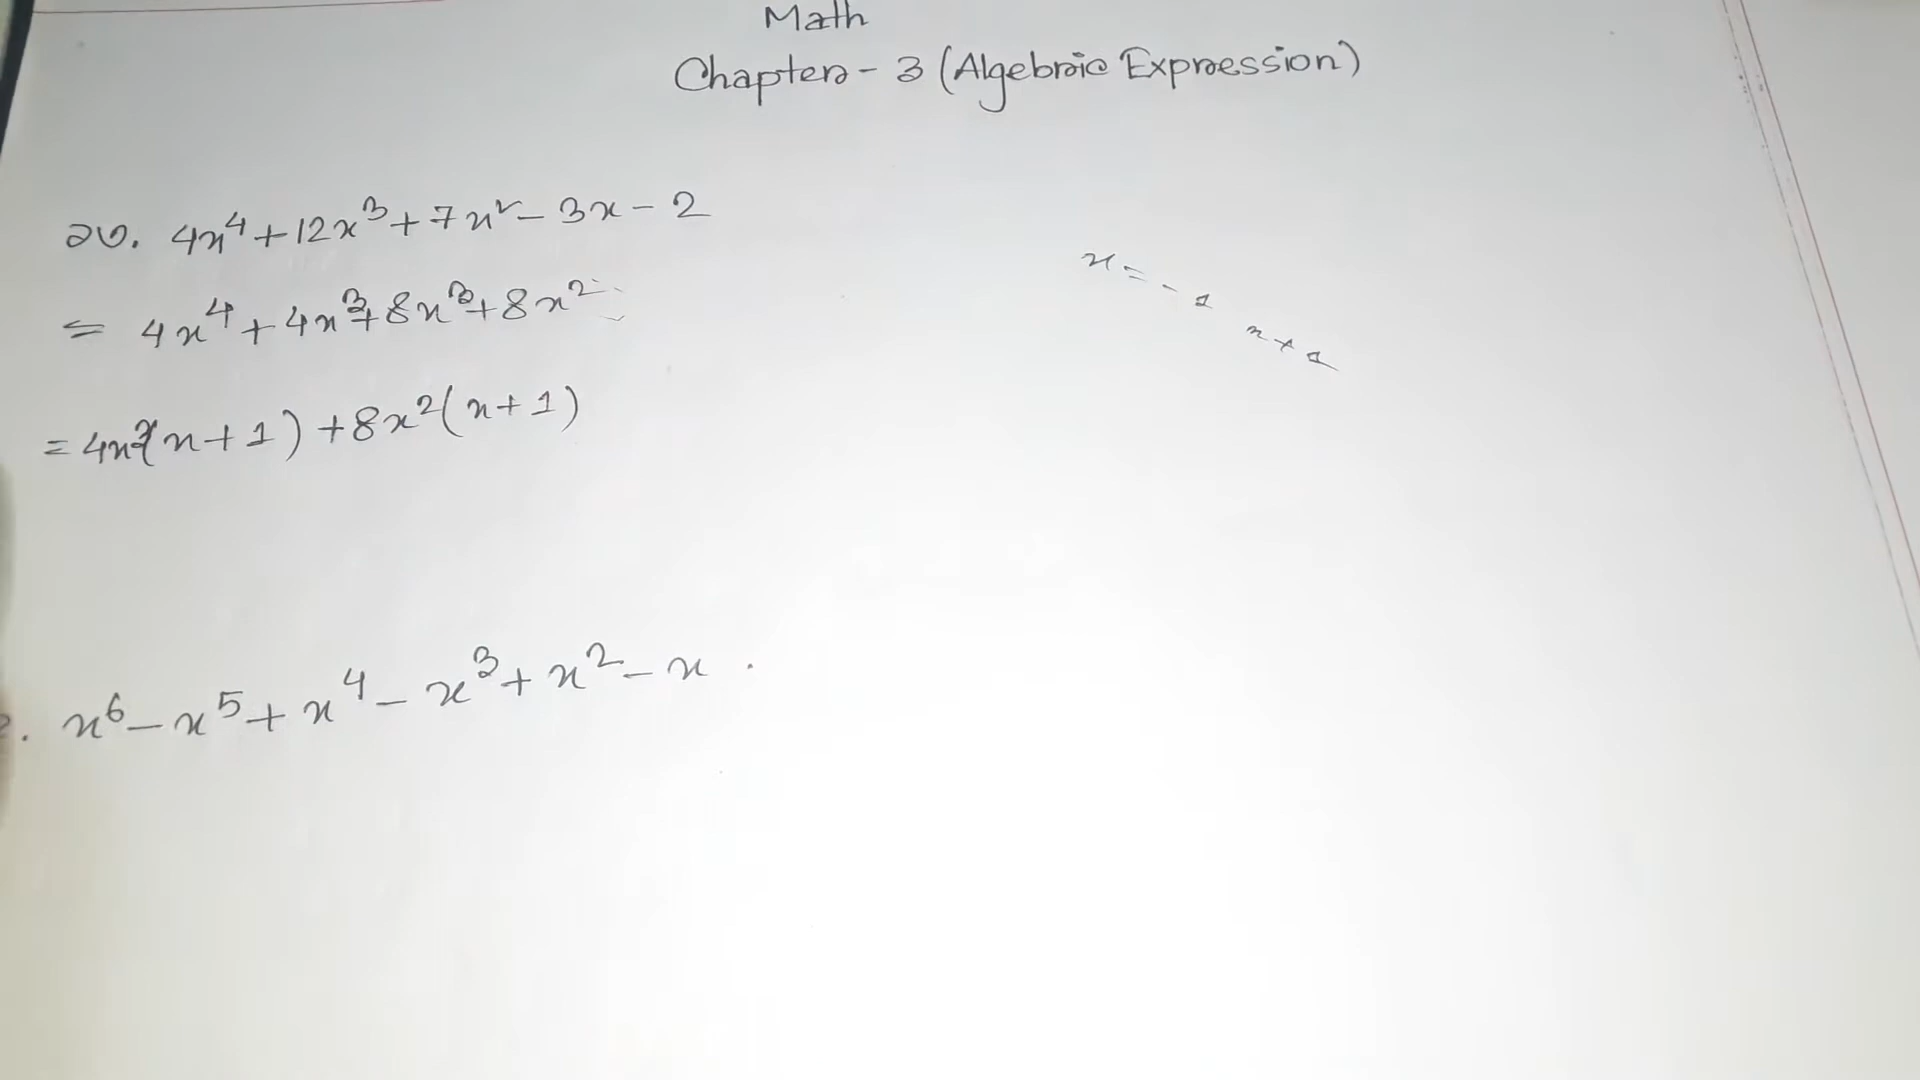 Math
Chapter - 3 (Algebraic Expression)
২৩. 4x⁴ + 12x³ + 7x² - 3x - 2
= 4x⁴ + 4x³ + 8x³ + 8x²
= 4x³(x + 1) + 8x²(x + 1)
x = - 1
x + 1
. x⁶ - x⁵ + x⁴ - x³ + x² - x .